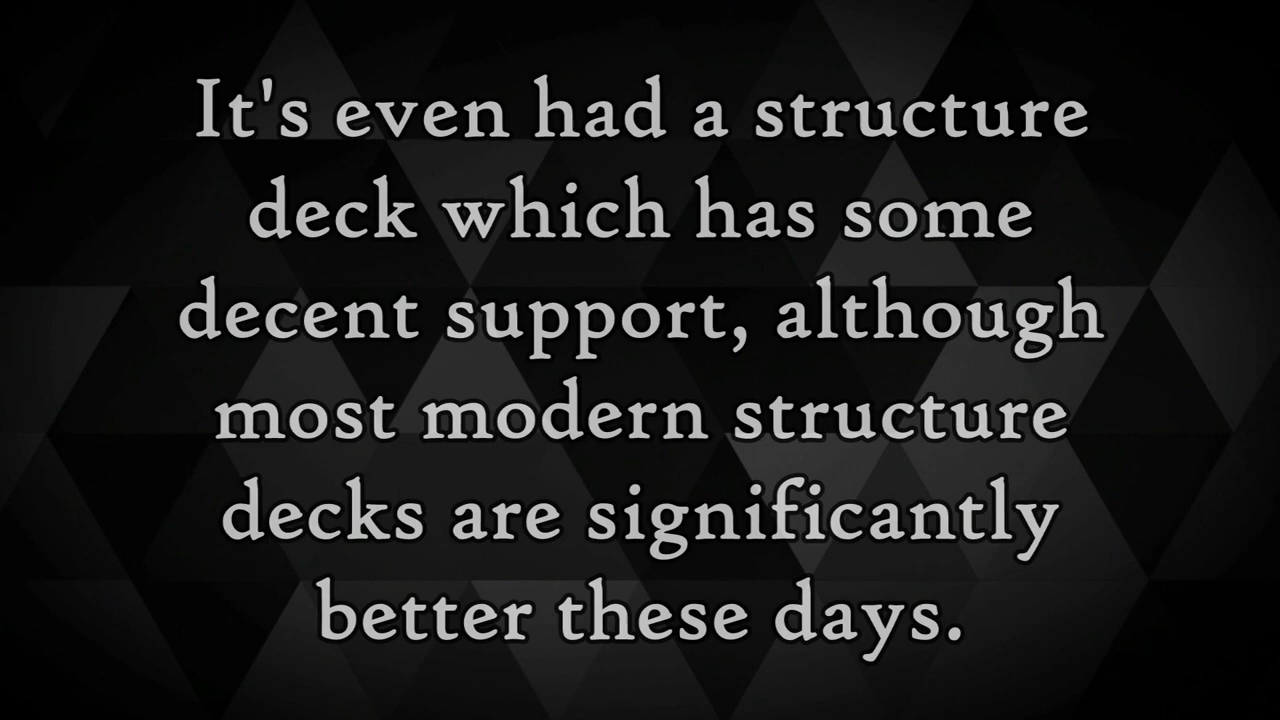 It's even had a structure
deck which has some
decent support, although
most modern structure
decks are significantly
better these days.